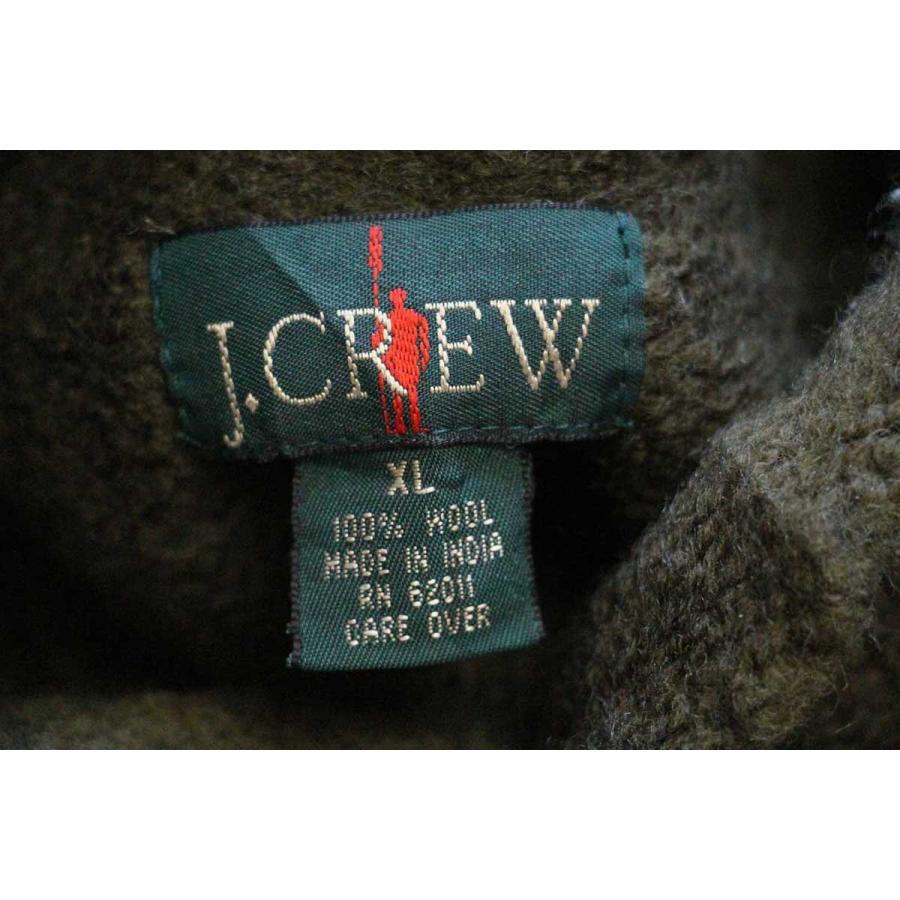 J.CREW
XL
100% WOOL
MADE IN INDIA
RN 62011
CARE OVER